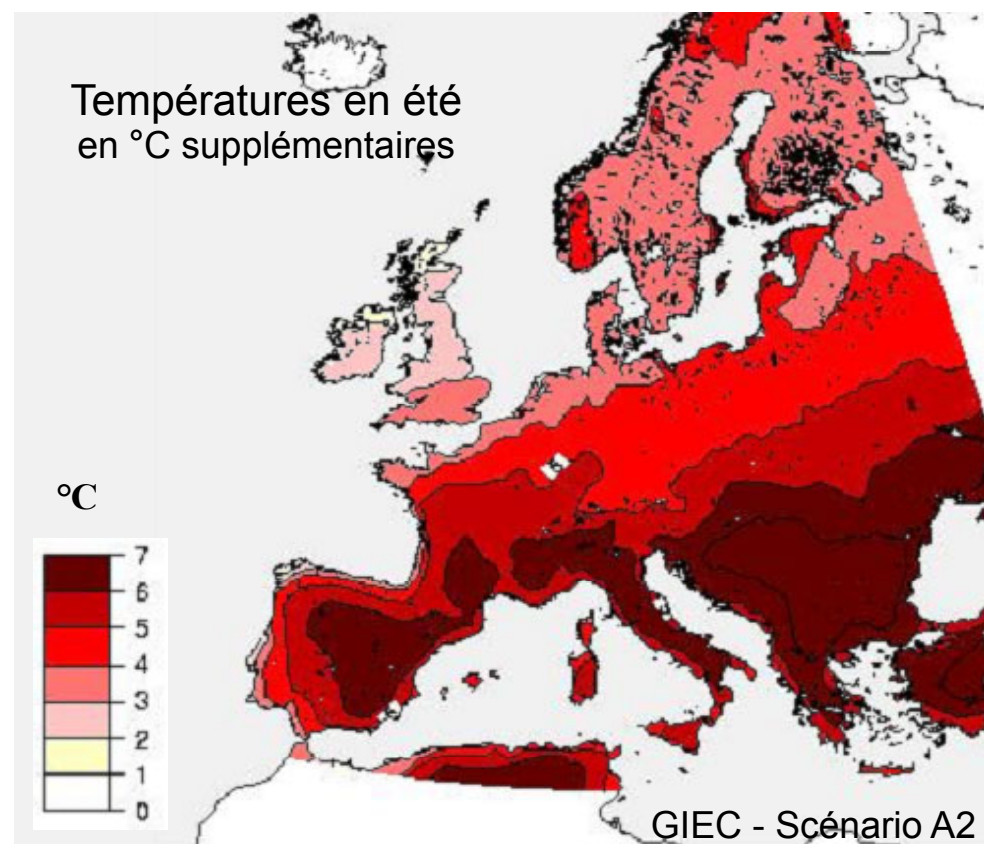 Températures en été
en °C supplémentaires
°C
7
6
5
4
3
2
1
0
GIEC - Scénario A2